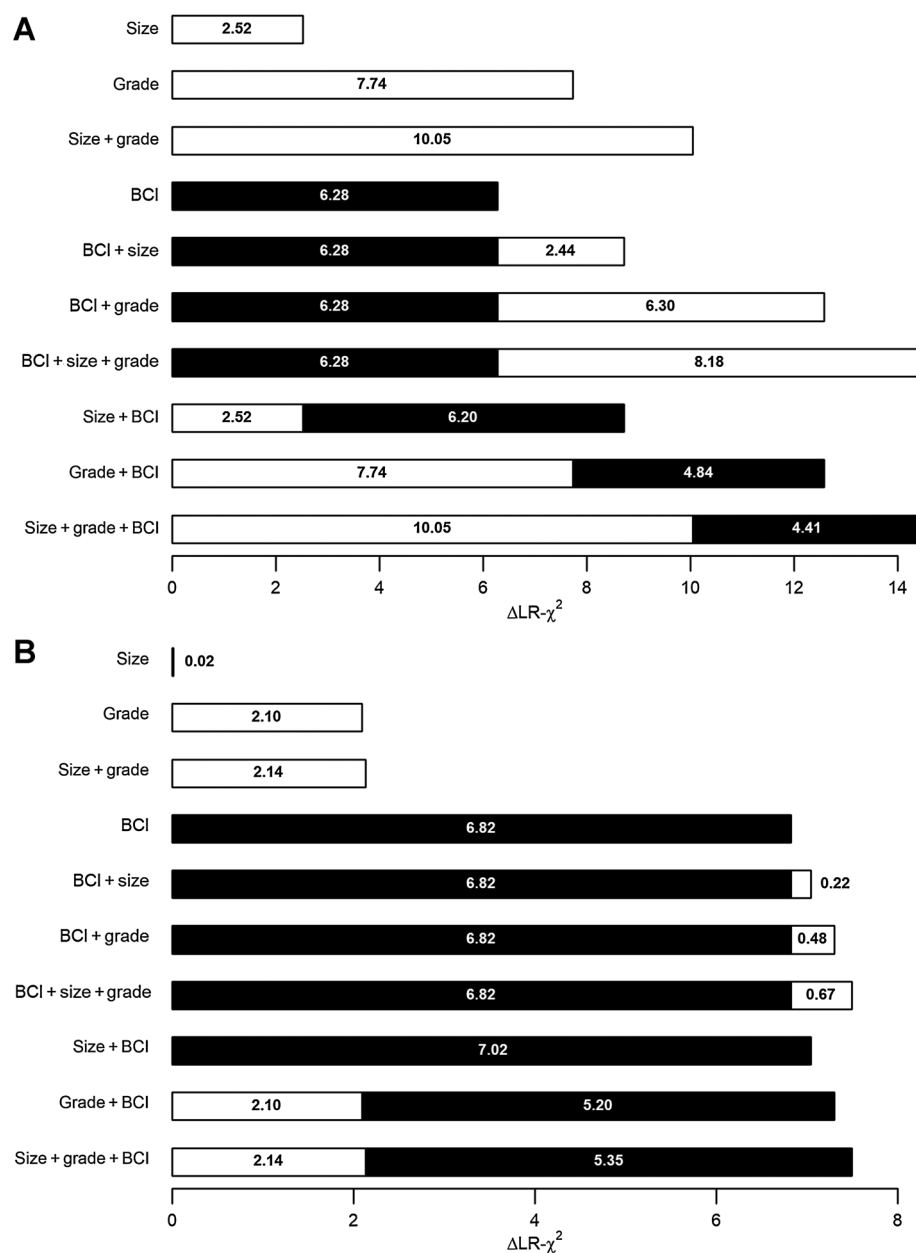 A
Size 2.52
Grade 7.74
Size + grade 10.05
BCI 6.28
BCI + size 6.28 2.44
BCI + grade 6.28 6.30
BCI + size + grade 6.28 8.18
Size + BCI 2.52 6.20
Grade + BCI 7.74 4.84
Size + grade + BCI 10.05 4.41
0 2 4 6 8 10 12 14
ΔLR-χ²
B
Size 0.02
Grade 2.10
Size + grade 2.14
BCI 6.82
BCI + size 6.82 0.22
BCI + grade 6.82 0.48
BCI + size + grade 6.82 0.67
Size + BCI 7.02
Grade + BCI 2.10 5.20
Size + grade + BCI 2.14 5.35
0 2 4 6 8
ΔLR-χ²